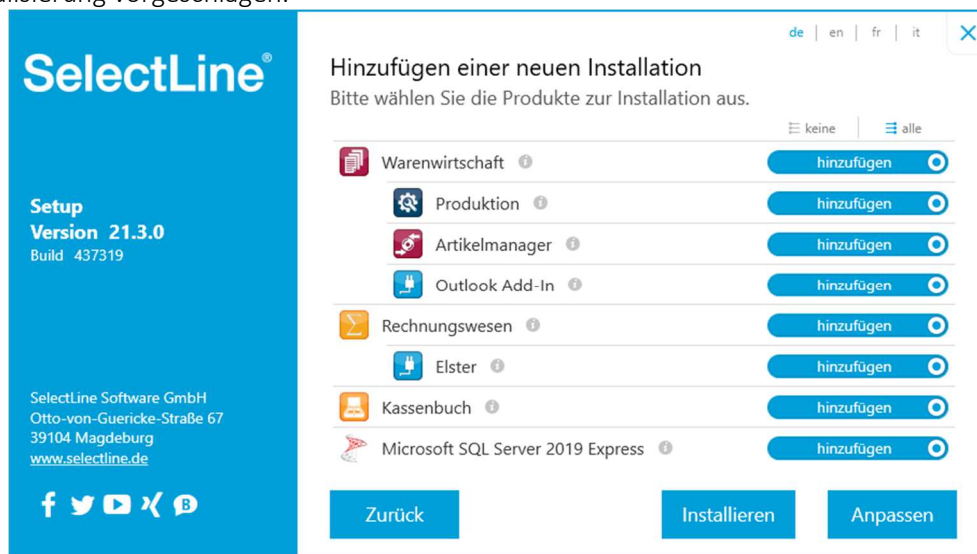 alisierung vorgeschlagen.
de | en | fr | it
SelectLine®
Hinzufügen einer neuen Installation
Bitte wählen Sie die Produkte zur Installation aus.
keine | alle
Warenwirtschaft hinzufügen
Produktion hinzufügen
Artikelmanager hinzufügen
Outlook Add-In hinzufügen
Rechnungswesen hinzufügen
Elster hinzufügen
Kassenbuch hinzufügen
Microsoft SQL Server 2019 Express hinzufügen
Setup
Version 21.3.0
Build 437319
SelectLine Software GmbH
Otto-von-Guericke-Straße 67
39104 Magdeburg
www.selectline.de
Zurück Installieren Anpassen